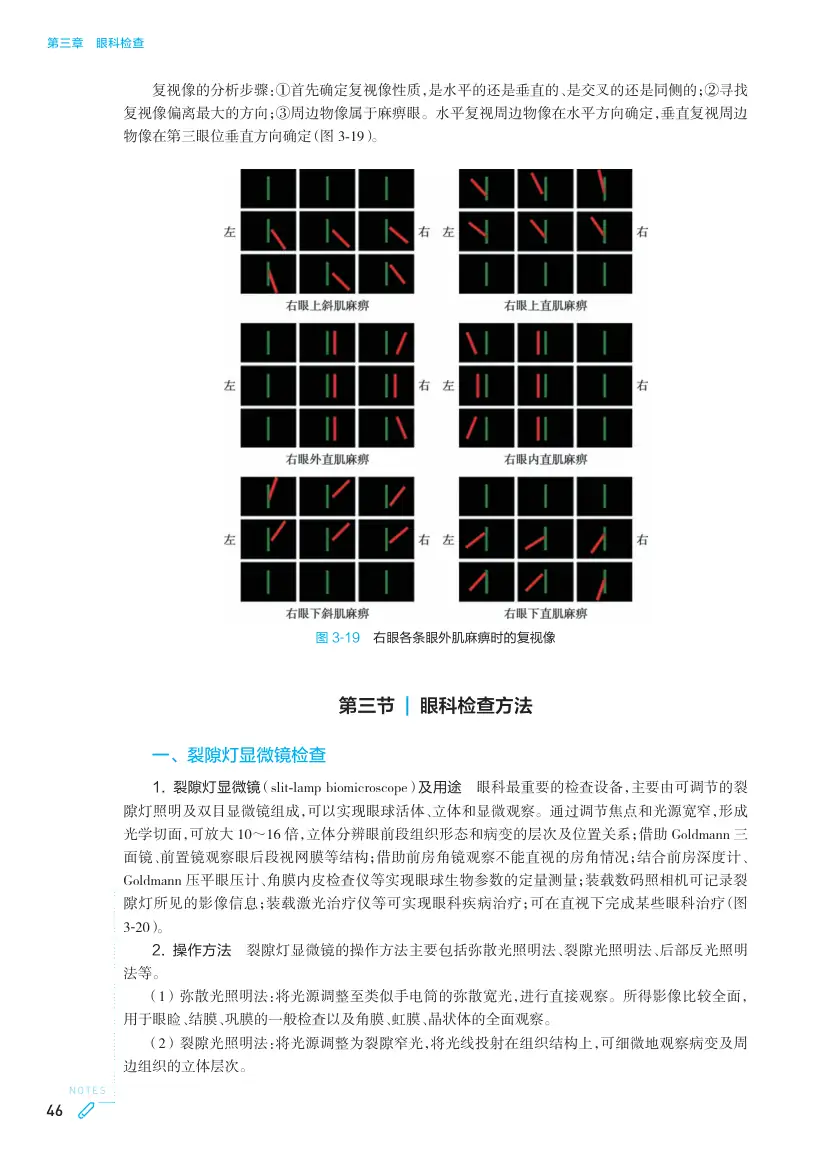 第三章 眼科检查
复视像的分析步骤：①首先确定复视像性质，是水平的还是垂直的、是交叉的还是同侧的；②寻找
复视像偏离最大的方向；③周边物像属于麻痹眼。水平复视周边物像在水平方向确定，垂直复视周边
物像在第三眼位垂直方向确定（图 3-19）。
左 右 左 右
右眼上斜肌麻痹 右眼上直肌麻痹
左 右 左 右
右眼外直肌麻痹 右眼内直肌麻痹
左 右 左 右
右眼下斜肌麻痹 右眼下直肌麻痹
图 3-19 右眼各条眼外肌麻痹时的复视像
第三节 | 眼科检查方法
一、裂隙灯显微镜检查
1. 裂隙灯显微镜（slit-lamp biomicroscope）及用途 眼科最重要的检查设备，主要由可调节的裂
隙灯照明及双目显微镜组成，可以实现眼球活体、立体和显微观察。通过调节焦点和光源宽窄，形成
光学切面，可放大 10～16 倍，立体分辨眼前段组织形态和病变的层次及位置关系；借助 Goldmann 三
面镜、前置镜观察眼后段视网膜等结构；借助前房角镜观察不能直视的房角情况；结合前房深度计、
Goldmann 压平眼压计、角膜内皮检查仪等实现眼球生物参数的定量测量；装载数码照相机可记录裂
隙灯所见的影像信息；装载激光治疗仪等可实现眼科疾病治疗；可在直视下完成某些眼科治疗（图
3-20）。
2. 操作方法 裂隙灯显微镜的操作方法主要包括弥散光照明法、裂隙光照明法、后部反光照明
法等。
（1）弥散光照明法：将光源调整至类似手电筒的弥散宽光，进行直接观察。所得影像比较全面，
用于眼睑、结膜、巩膜的一般检查以及角膜、虹膜、晶状体的全面观察。
（2）裂隙光照明法：将光源调整为裂隙窄光，将光线投射在组织结构上，可细微地观察病变及周
边组织的立体层次。
NOTES
46